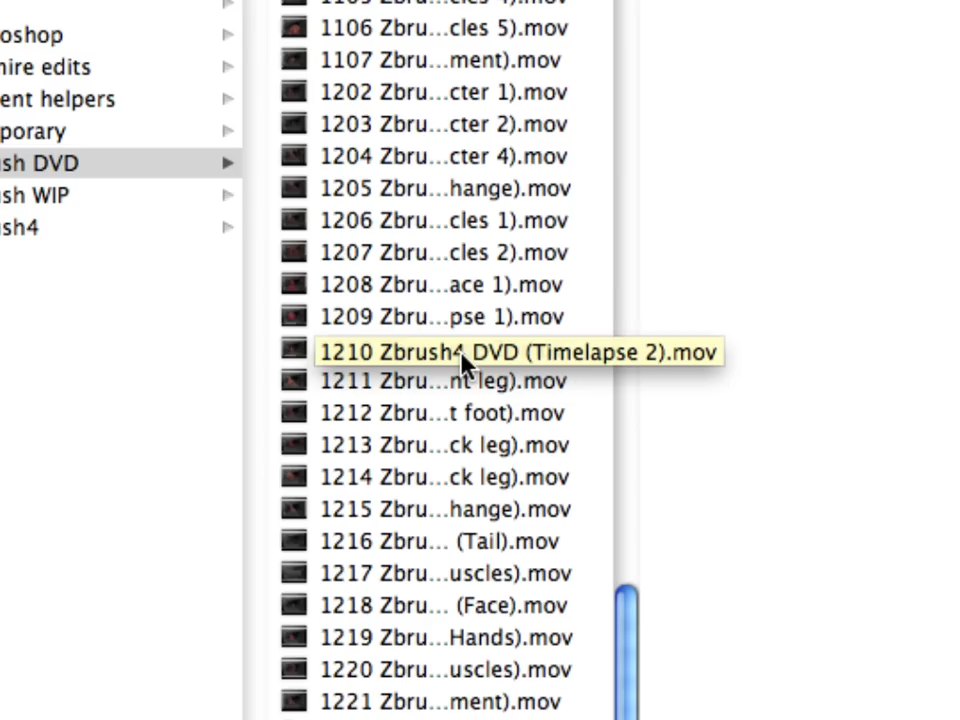 oshop
ire edits
ent helpers
porary
sh DVD
sh WIP
sh4
1106 Zbru...cles 5).mov
1107 Zbru...ment).mov
1202 Zbru...cter 1).mov
1203 Zbru...cter 2).mov
1204 Zbru...cter 4).mov
1205 Zbru...hange).mov
1206 Zbru...cles 1).mov
1207 Zbru...cles 2).mov
1208 Zbru...ace 1).mov
1209 Zbru...pse 1).mov
1210 Zbrush4 DVD (Timelapse 2).mov
1211 Zbru...nt leg).mov
1212 Zbru...t foot).mov
1213 Zbru...ck leg).mov
1214 Zbru...ck leg).mov
1215 Zbru...hange).mov
1216 Zbru... (Tail).mov
1217 Zbru...uscles).mov
1218 Zbru... (Face).mov
1219 Zbru...Hands).mov
1220 Zbru...uscles).mov
1221 Zbru...ment).mov